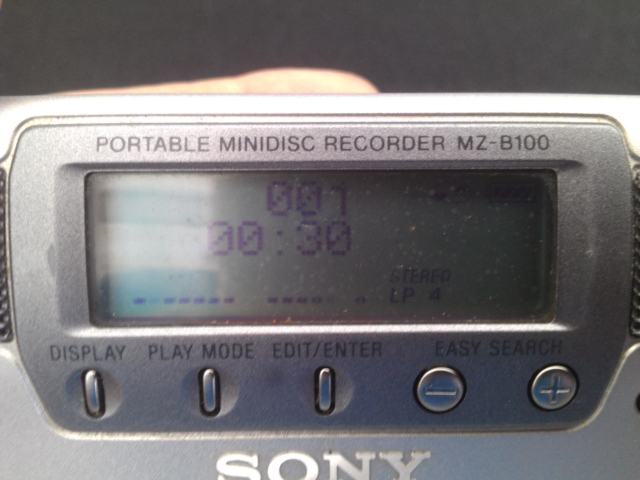 PORTABLE MINIDISC RECORDER MZ-B100
001
00:30
STEREO
LP 4
DISPLAY PLAY MODE EDIT/ENTER EASY SEARCH
SONY